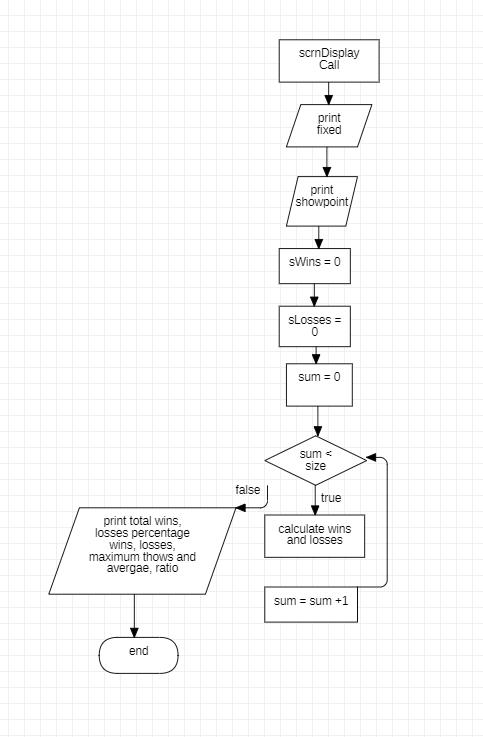 scrnDisplay
Call
print
fixed
print
showpoint
sWins = 0
sLosses =
0
sum = 0
sum <
size
false
true
print total wins,
losses percentage
wins, losses,
maximum thows and
avergae, ratio
calculate wins
and losses
sum = sum +1
end